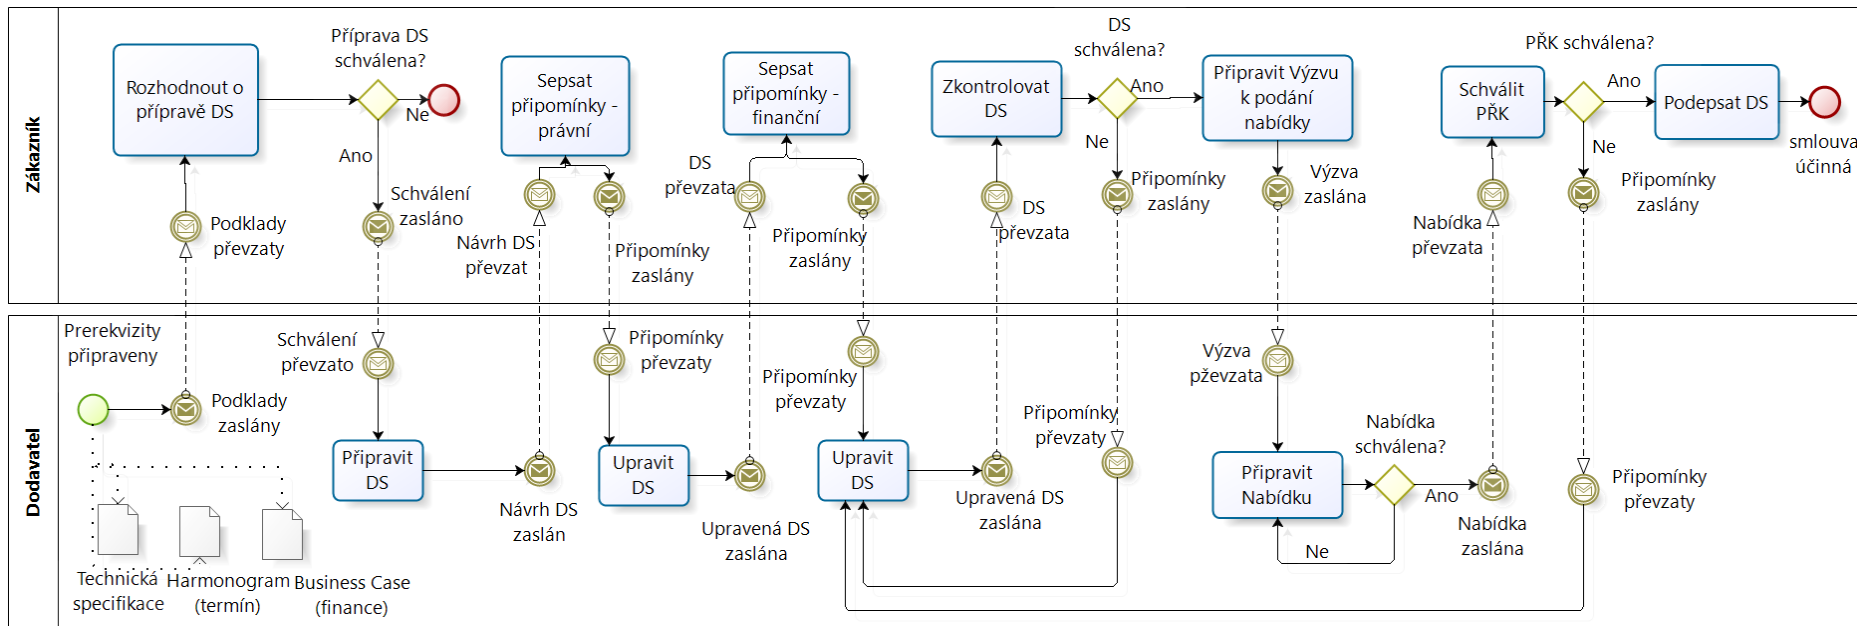 Zákazník
Příprava DS
schválena?
Rozhodnout o
přípravě DS
Ne
Ano
Podklady
převzaty
Schválení
zasláno
Sepsat
připomínky -
právní
Návrh DS
převzat
Připomínky
zaslány
Sepsat
připomínky -
finanční
DS
převzata
Připomínky
zaslány
DS
schválena?
Zkontrolovat
DS
Ano
Ne
DS
převzata
Připomínky
zaslány
Připravit Výzvu
k podání
nabídky
Výzva
zaslána
PŘK schválena?
Schválit
PŘK
Ano
Ne
Podepsat DS
smlouva
účinná
Nabídka
převzata
Připomínky
zaslány
Dodavatel
Prerekvizity
připraveny
Podklady
zaslány
Technická
specifikace
Harmonogram
(termín)
Business Case
(finance)
Schválení
převzato
Připravit
DS
Návrh DS
zaslán
Připomínky
převzaty
Upravit
DS
Upravená DS
zaslána
Připomínky
převzaty
Upravit
DS
Upravená DS
zaslána
Připomínky
převzaty
Výzva
pževzata
Připravit
Nabídku
Nabídka
schválena?
Ano
Ne
Nabídka
zaslána
Připomínky
převzaty